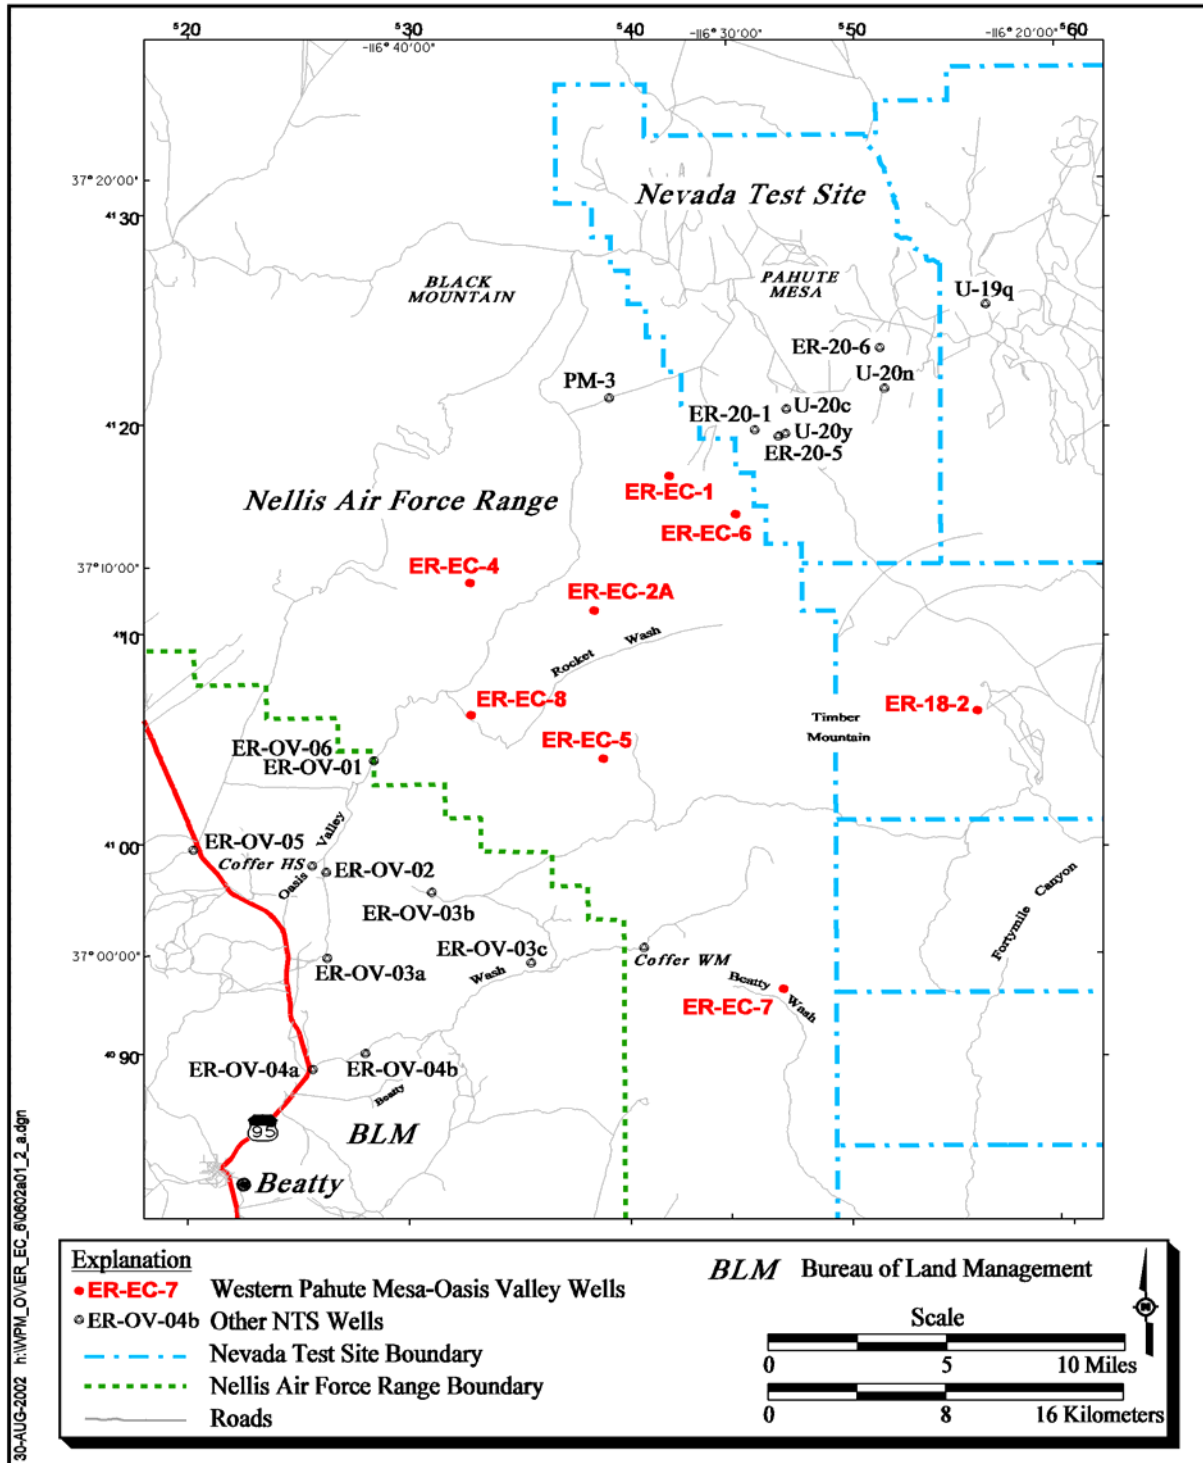 ⁵20
⁵30
⁵40
⁵50
⁵60
-116° 40' 00"
-116° 30' 00"
-116° 20' 00"
37° 20'00"
⁴¹30
Nevada Test Site
BLACK
MOUNTAIN
PAHUTE
MESA
U-19q
ER-20-6
U-20n
PM-3
U-20c
ER-20-1
⁴¹20
U-20y
ER-20-5
Nellis Air Force Range
ER-EC-1
ER-EC-6
37° 10'00"
ER-EC-4
ER-EC-2A
⁴¹10
Rocket Wash
ER-EC-8
ER-18-2
Timber
Mountain
ER-EC-5
ER-OV-06
ER-OV-01
Oasis Valley
⁴¹00
ER-OV-05
Coffer HS
ER-OV-02
ER-OV-03b
Fortymile Canyon
37° 00'00"
ER-OV-03c
Coffer WM
ER-OV-03a
Wash
Beatty Wash
ER-EC-7
⁴⁰90
ER-OV-04a
ER-OV-04b
Beatty
95
BLM
Beatty
Explanation
ER-EC-7 Western Pahute Mesa-Oasis Valley Wells
ER-OV-04b Other NTS Wells
Nevada Test Site Boundary
Nellis Air Force Range Boundary
Roads
BLM Bureau of Land Management
N
Scale
0 5 10 Miles
0 8 16 Kilometers
30-AUG-2002 h:\WPM_OV\ER_EC_6\0602a01_2_a.dgn